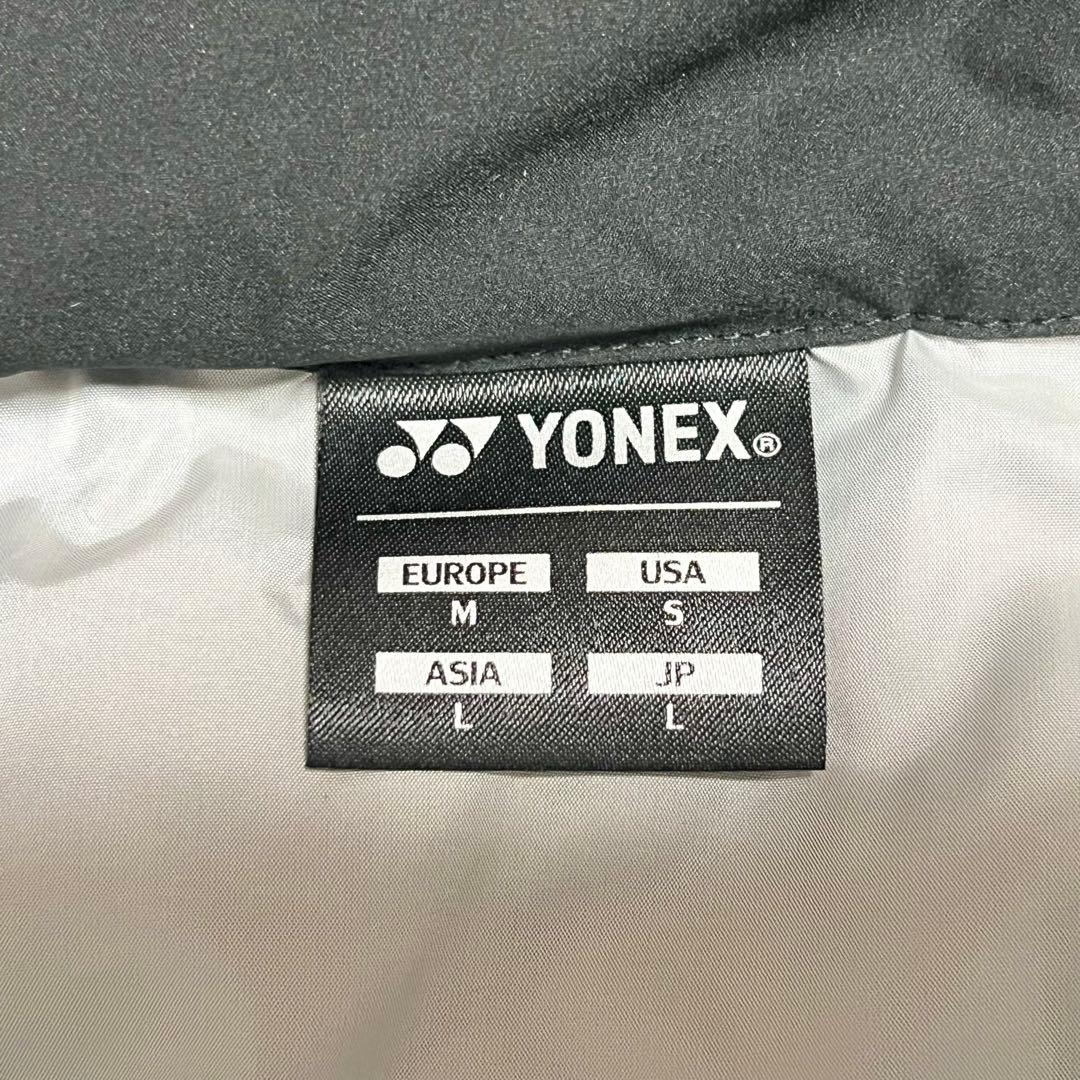 YONEX®
EUROPE USA
M S
ASIA JP
L L